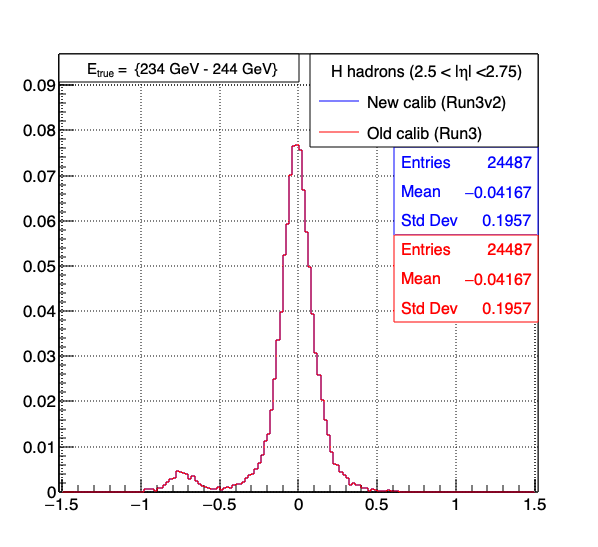 E_true = {234 GeV - 244 GeV}
H hadrons (2.5 < |η| <2.75)
New calib (Run3v2)
Old calib (Run3)
Entries 24487
Mean −0.04167
Std Dev 0.1957
Entries 24487
Mean −0.04167
Std Dev 0.1957
0.09
0.08
0.07
0.06
0.05
0.04
0.03
0.02
0.01
0
−1.5 −1 −0.5 0 0.5 1 1.5